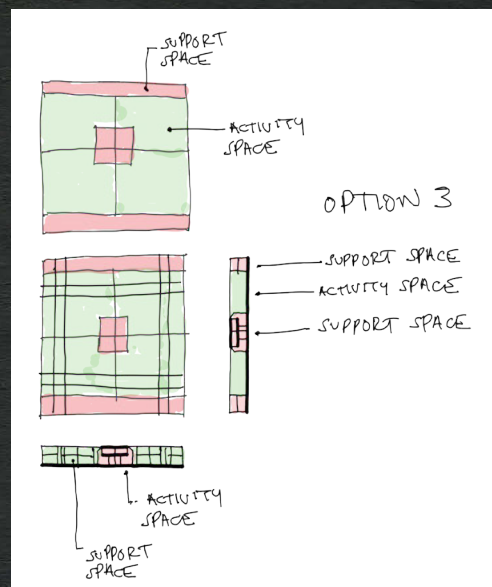 SUPPORT
SPACE
ACTIVITY
SPACE
OPTION 3
SUPPORT SPACE
ACTIVITY SPACE
SUPPORT SPACE
ACTIVITY
SPACE
SUPPORT
SPACE